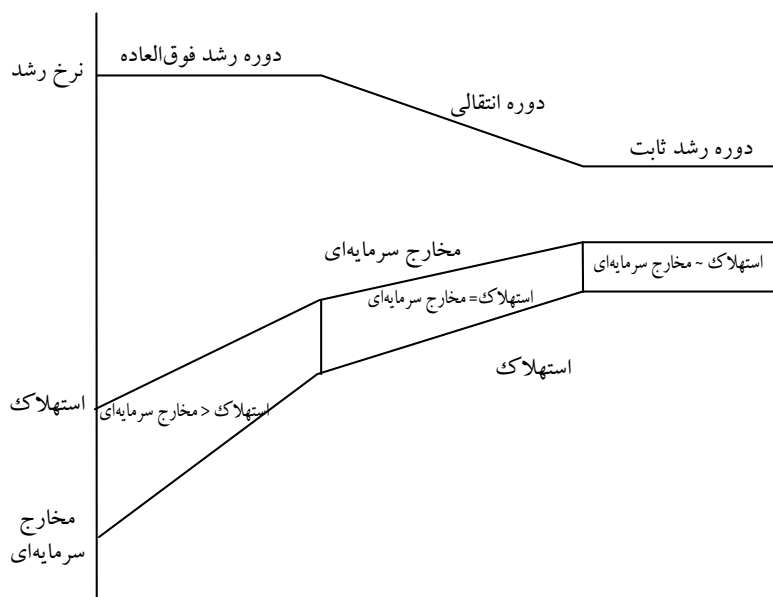 دوره رشد فوق‌العاده
نرخ رشد
دوره انتقالی
دوره رشد ثابت
مخارج سرمایه‌ای
استهلاک ~ مخارج سرمایه‌ای
استهلاک= مخارج سرمایه‌ای
استهلاک
استهلاک
استهلاک < مخارج سرمایه‌ای
مخارج
سرمایه‌ای